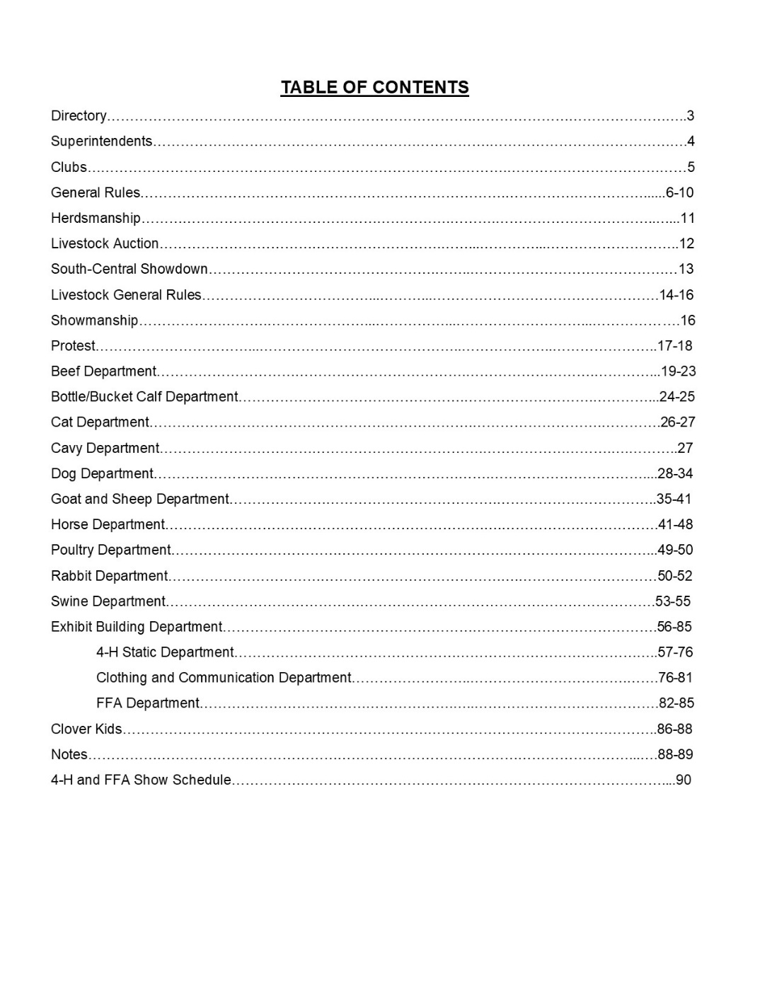 TABLE OF CONTENTS
Directory……………………………………………………………………………………………………………..3
Superintendents…………………………………………………………………………………………………….4
Clubs…………………………………………………………………………………………………………………5
General Rules…………………………………………………………………………………………......6-10
Herdsmanship……………………………………………………………………………………………..…...11
Livestock Auction…………………………………………………………...…………...………………………..12
South-Central Showdown…………………………………………………………………………………………13
Livestock General Rules………………………………...………...…………………………………………14-16
Showmanship……………………………………………...……………...………………………...……………….16
Protest……………………………...……………………………………...………………...…………………..17-18
Beef Department………………………………………………………………………………………………...19-23
Bottle/Bucket Calf Department………………………………………………………………………………...24-25
Cat Department………………………………………………………………………………………………….26-27
Cavy Department…………………………………………………………………………………………………..27
Dog Department………………………………………………………………………………………………....28-34
Goat and Sheep Department…………………………………………………………………………………..35-41
Horse Department………………………………………………………………………………………………41-48
Poultry Department……………………………………………………………………………………………...49-50
Rabbit Department………………………………………………………………………………………………50-52
Swine Department………………………………………………………………………………………………53-55
Exhibit Building Department……………………………………………………………………………………56-85
4-H Static Department…………………………………………………………………………………..57-76
Clothing and Communication Department……………………………………………………………76-81
FFA Department…………………………………………………………………………………………82-85
Clover Kids……………………………………………………………………………………………………….86-88
Notes……………………………………………………………………………………………………………...….88-89
4-H and FFA Show Schedule……………………………………………………………………………………...90